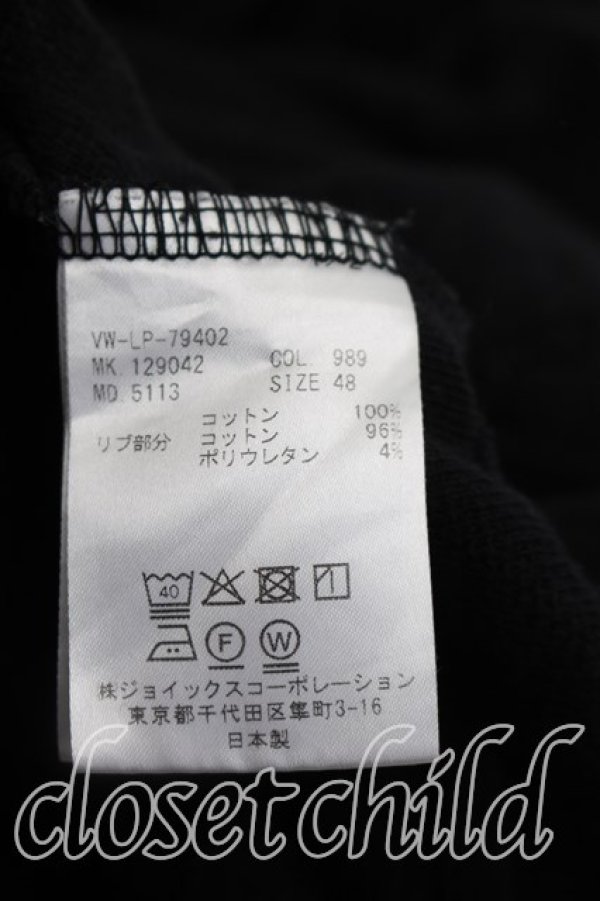 VW-LP-79402
MK. 129042 COL. 989
MD. 5113 SIZE 48
コットン 100%
リブ部分 コットン 96%
ポリウレタン 4%
40
F W
㈱ジョイックスコーポレーション
東京都千代田区隼町3-16
日本製
closet child